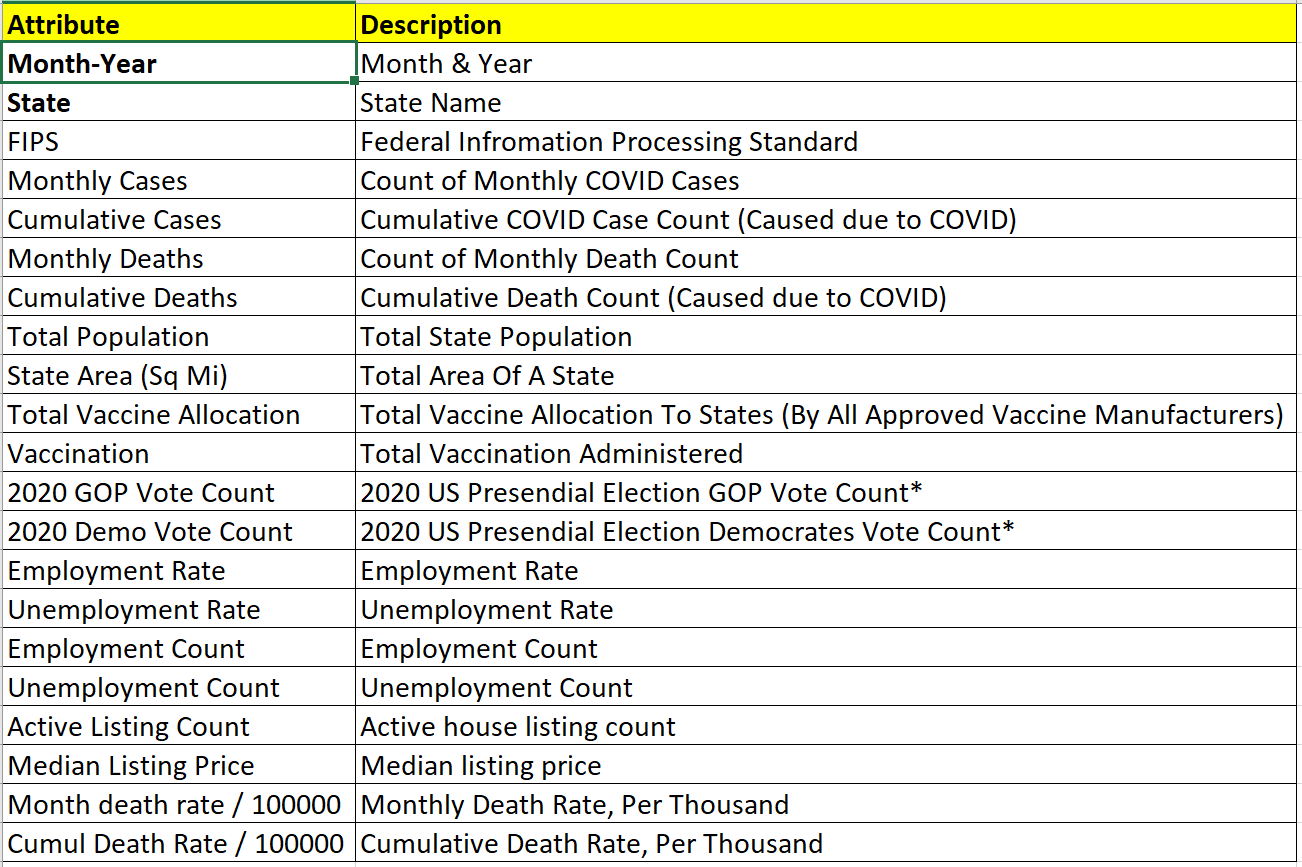 Attribute Description
Month-Year Month & Year
State State Name
FIPS Federal Infromation Processing Standard
Monthly Cases Count of Monthly COVID Cases
Cumulative Cases Cumulative COVID Case Count (Caused due to COVID)
Monthly Deaths Count of Monthly Death Count
Cumulative Deaths Cumulative Death Count (Caused due to COVID)
Total Population Total State Population
State Area (Sq Mi) Total Area Of A State
Total Vaccine Allocation Total Vaccine Allocation To States (By All Approved Vaccine Manufacturers)
Vaccination Total Vaccination Administered
2020 GOP Vote Count 2020 US Presendial Election GOP Vote Count*
2020 Demo Vote Count 2020 US Presendial Election Democrates Vote Count*
Employment Rate Employment Rate
Unemployment Rate Unemployment Rate
Employment Count Employment Count
Unemployment Count Unemployment Count
Active Listing Count Active house listing count
Median Listing Price Median listing price
Month death rate / 100000 Monthly Death Rate, Per Thousand
Cumul Death Rate / 100000 Cumulative Death Rate, Per Thousand